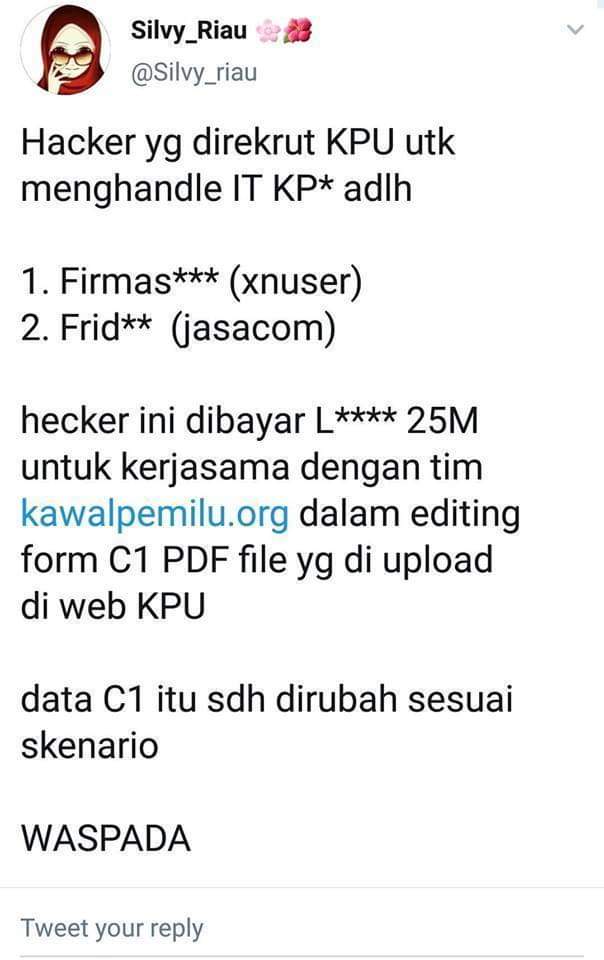 Silvy_Riau 🌸🌺
@Silvy_riau
Hacker yg direkrut KPU utk
menghandle IT KP* adlh
1. Firmas*** (xnuser)
2. Frid** (jasacom)
hecker ini dibayar L**** 25M
untuk kerjasama dengan tim
kawalpemilu.org dalam editing
form C1 PDF file yg di upload
di web KPU
data C1 itu sdh dirubah sesuai
skenario
WASPADA
Tweet your reply